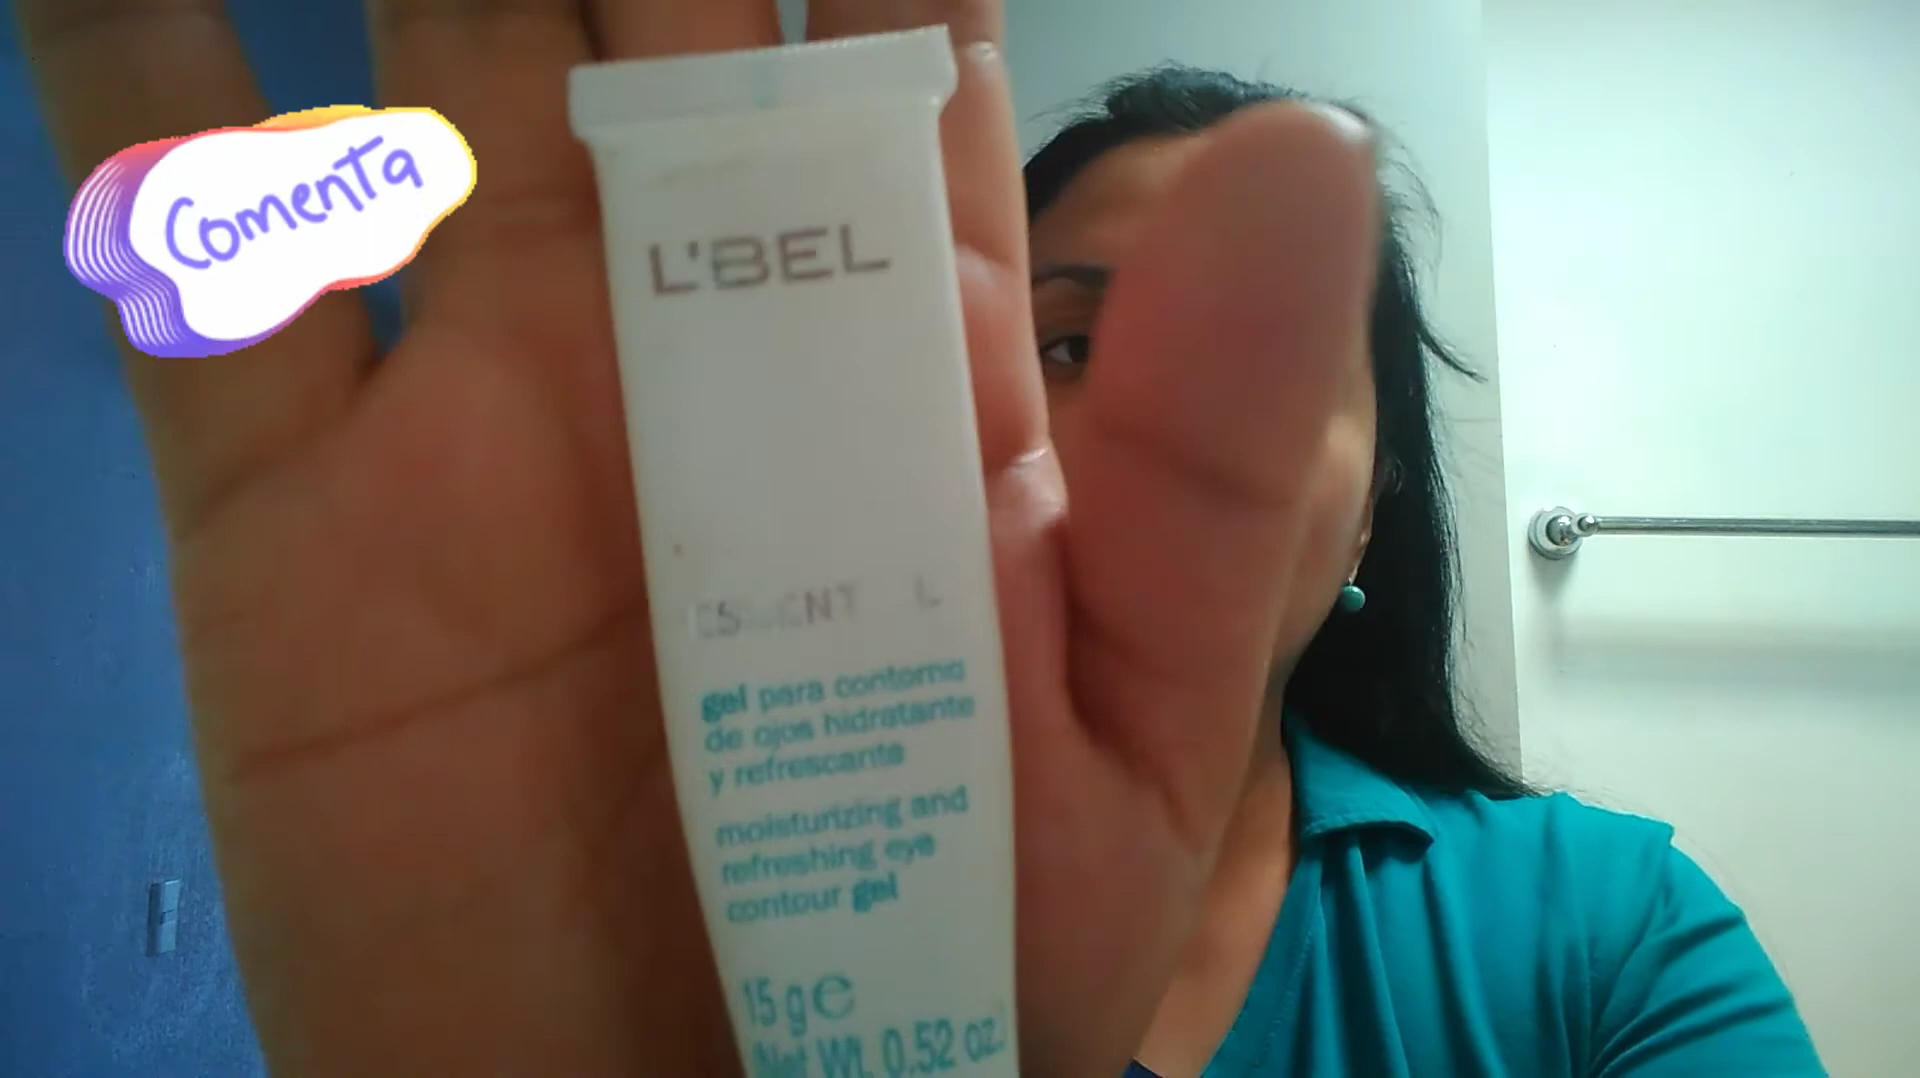 Comenta
L'BEL
gel para contorno
de ojos hidratante
y refrescante
moisturizing and
refreshing eye
contour gel
15 g e
Net Wt. 0.52 oz.